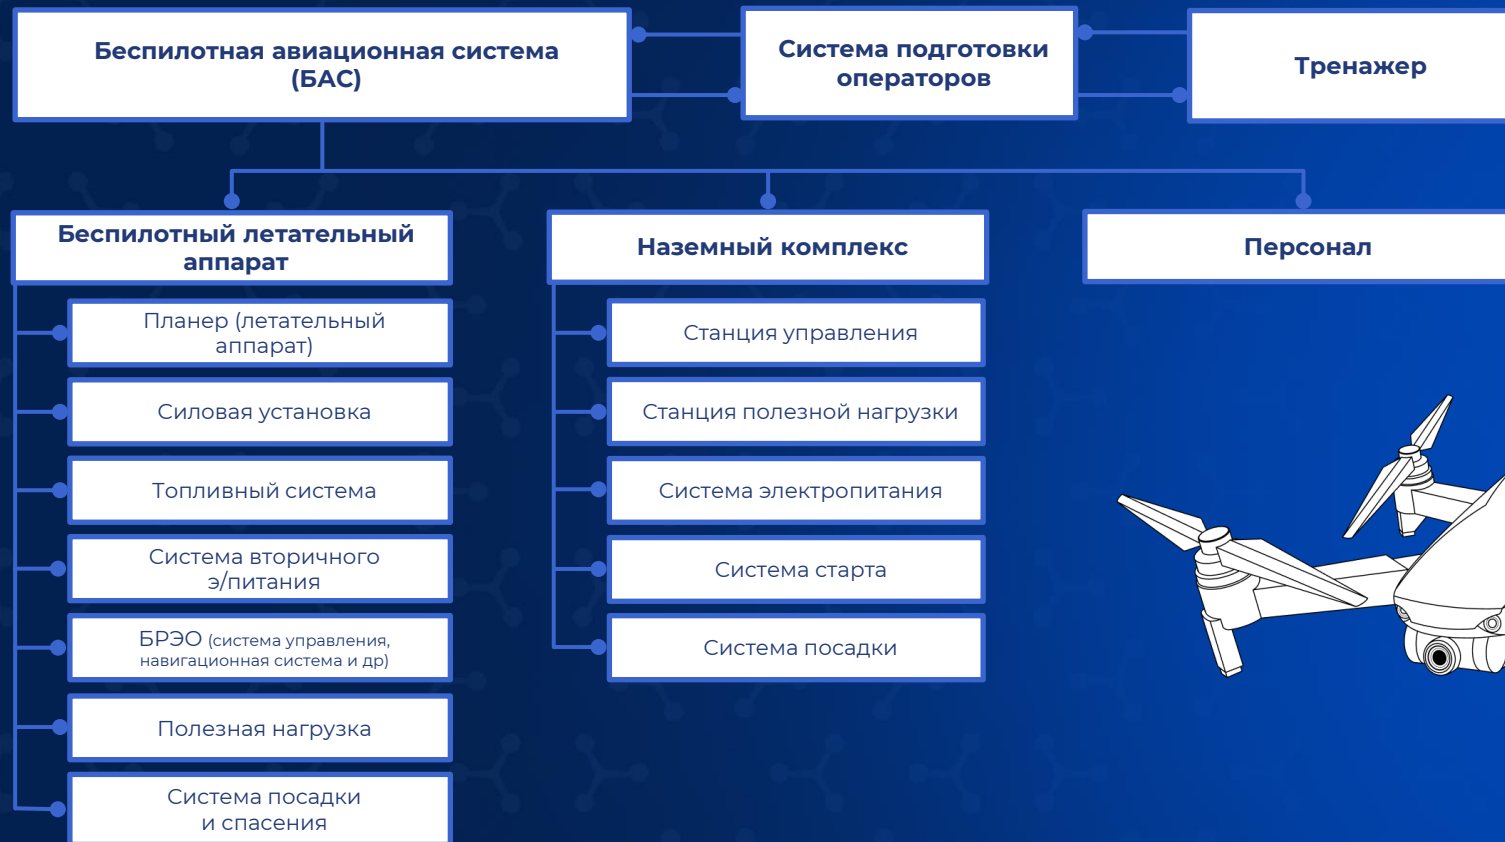 Беспилотная авиационная система
(БАС)
Система подготовки
операторов
Тренажер
Беспилотный летательный
аппарат
Планер (летательный
аппарат)
Силовая установка
Топливный система
Система вторичного
э/питания
БРЭО (система управления,
навигационная система и др)
Полезная нагрузка
Система посадки
и спасения
Наземный комплекс
Станция управления
Станция полезной нагрузки
Система электропитания
Система старта
Система посадки
Персонал